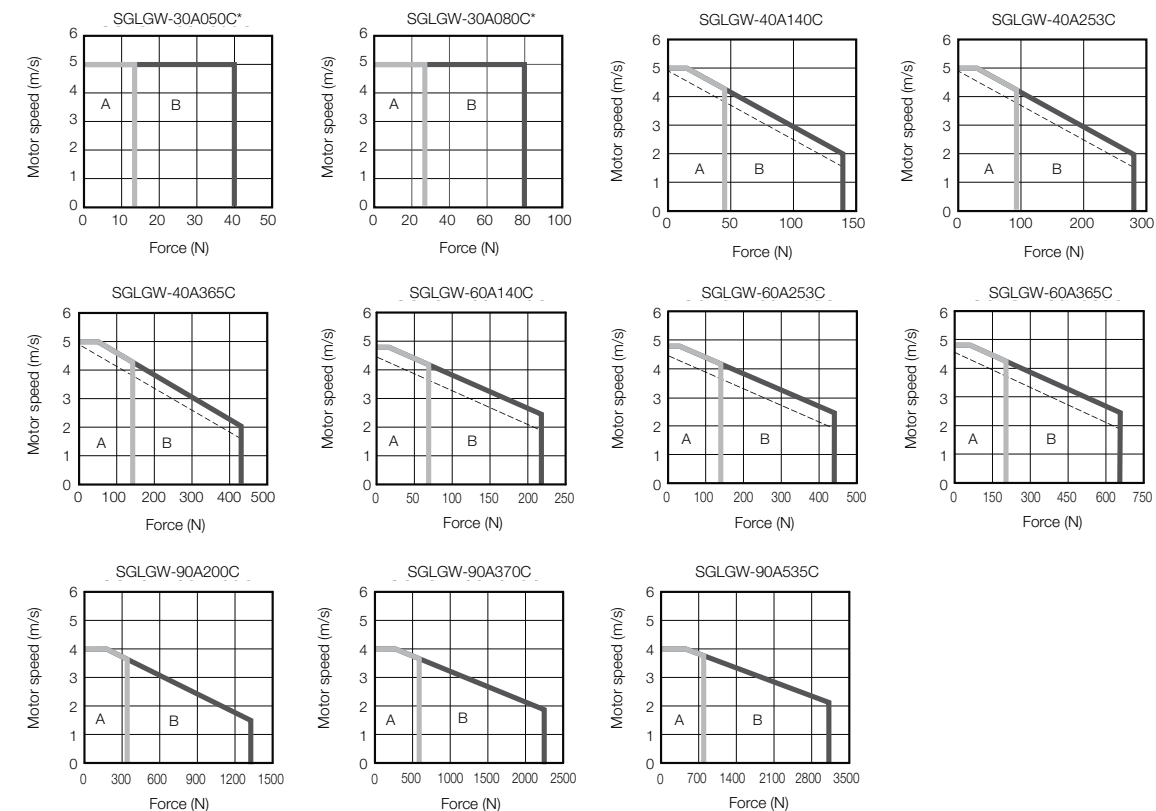 SGLGW-30A050C*
Motor speed (m/s)
6
5
4
3
2
1
0
A
B
0 10 20 30 40 50
Force (N)
SGLGW-30A080C*
Motor speed (m/s)
6
5
4
3
2
1
0
A
B
0 20 40 60 80 100
Force (N)
SGLGW-40A140C
Motor speed (m/s)
6
5
4
3
2
1
0
A
B
0 50 100 150
Force (N)
SGLGW-40A253C
Motor speed (m/s)
6
5
4
3
2
1
0
A
B
0 100 200 300
Force (N)
SGLGW-40A365C
Motor speed (m/s)
6
5
4
3
2
1
0
A
B
0 100 200 300 400 500
Force (N)
SGLGW-60A140C
Motor speed (m/s)
6
5
4
3
2
1
0
A
B
0 50 100 150 200 250
Force (N)
SGLGW-60A253C
Motor speed (m/s)
6
5
4
3
2
1
0
A
B
0 100 200 300 400 500
Force (N)
SGLGW-60A365C
Motor speed (m/s)
6
5
4
3
2
1
0
A
B
0 150 300 450 600 750
Force (N)
SGLGW-90A200C
Motor speed (m/s)
6
5
4
3
2
1
0
A
B
0 300 600 900 1200 1500
Force (N)
SGLGW-90A370C
Motor speed (m/s)
6
5
4
3
2
1
0
A
B
0 500 1000 1500 2000 2500
Force (N)
SGLGW-90A535C
Motor speed (m/s)
6
5
4
3
2
1
0
A
B
0 700 1400 2100 2800 3500
Force (N)